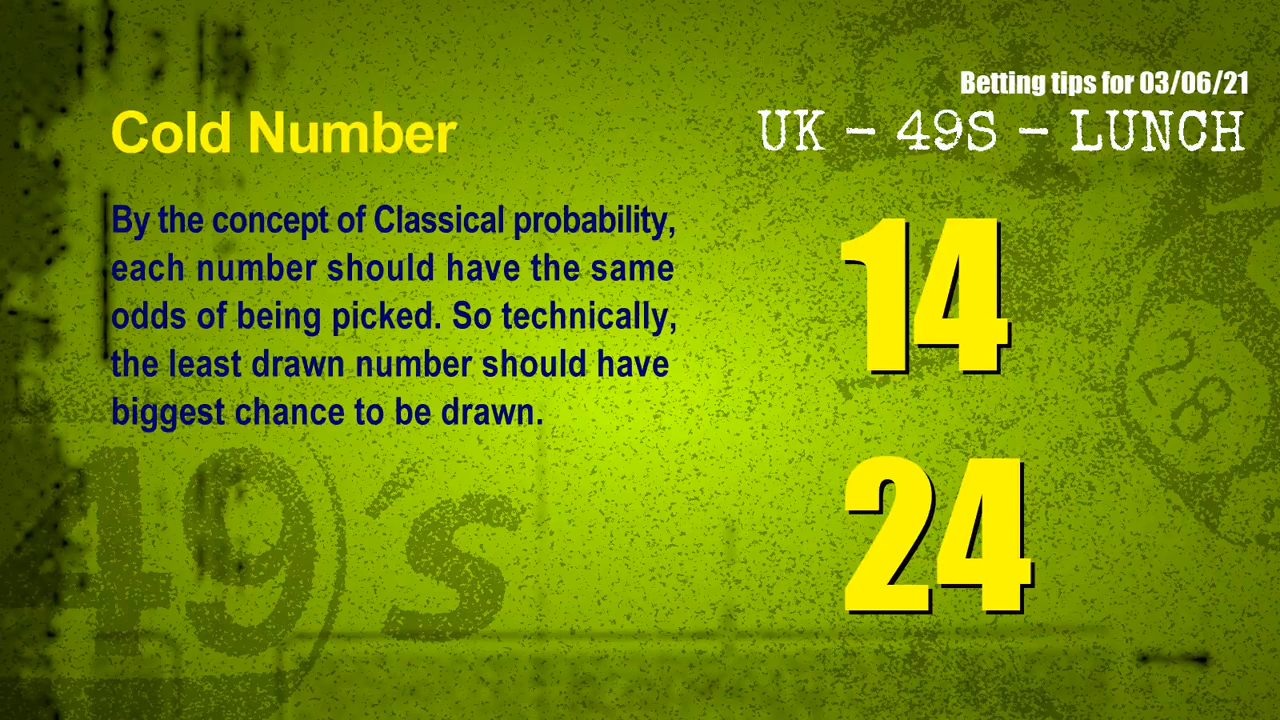 Betting tips for 03/06/21
UK - 49S - LUNCH
Cold Number
By the concept of Classical probability,
each number should have the same
odds of being picked. So technically,
the least drawn number should have
biggest chance to be drawn.
14
24
28
49's